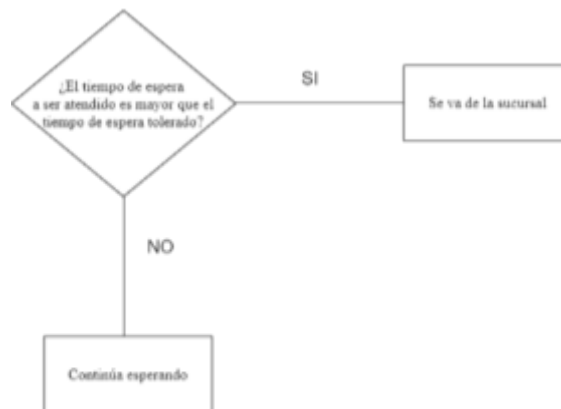 ¿El tiempo de espera
a ser atendido es mayor que el
tiempo de espera tolerado?
SI
Se va de la sucursal
NO
Continúa esperando